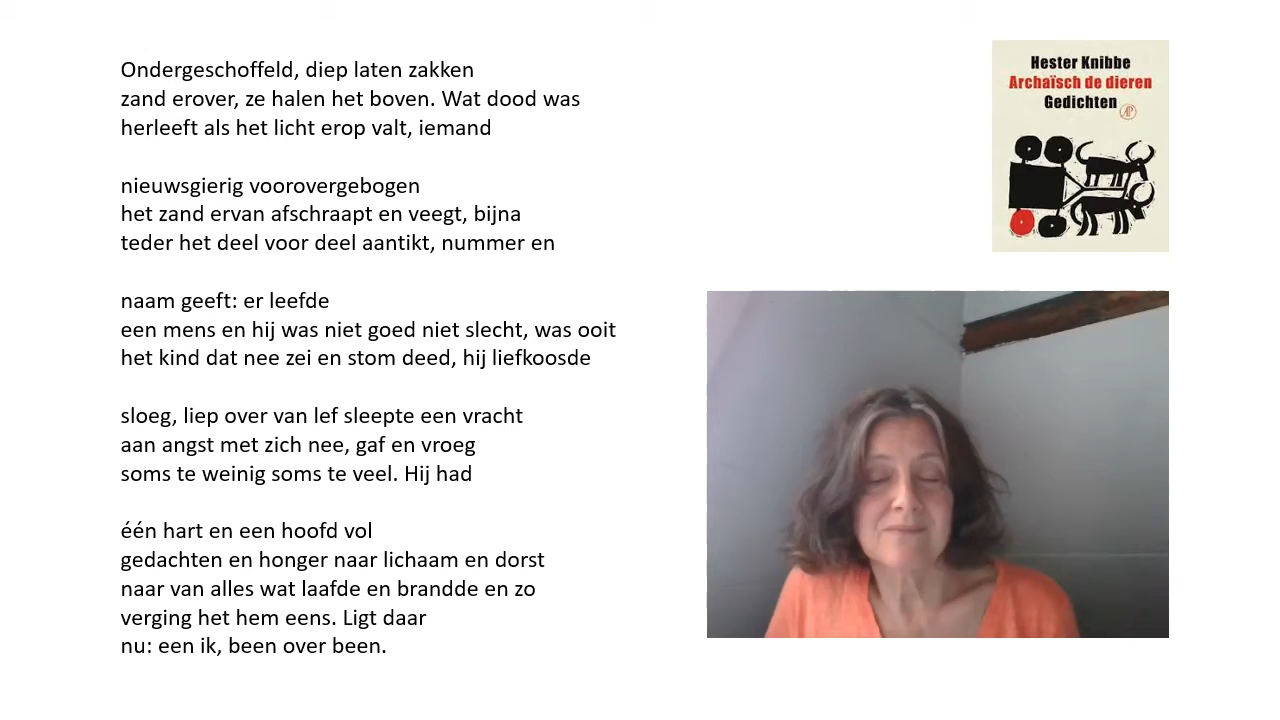 Ondergeschoffeld, diep laten zakken
zand erover, ze halen het boven. Wat dood was
herleeft als het licht erop valt, iemand
nieuwsgierig voorovergebogen
het zand ervan afschraapt en veegt, bijna
teder het deel voor deel aantikt, nummer en
naam geeft: er leefde
een mens en hij was niet goed niet slecht, was ooit
het kind dat nee zei en stom deed, hij liefkoosde
sloeg, liep over van lef sleepte een vracht
aan angst met zich nee, gaf en vroeg
soms te weinig soms te veel. Hij had
één hart en een hoofd vol
gedachten en honger naar lichaam en dorst
naar van alles wat laafde en brandde en zo
verging het hem eens. Ligt daar
nu: een ik, been over been.
Hester Knibbe
Archaïsch de dieren
Gedichten
AP